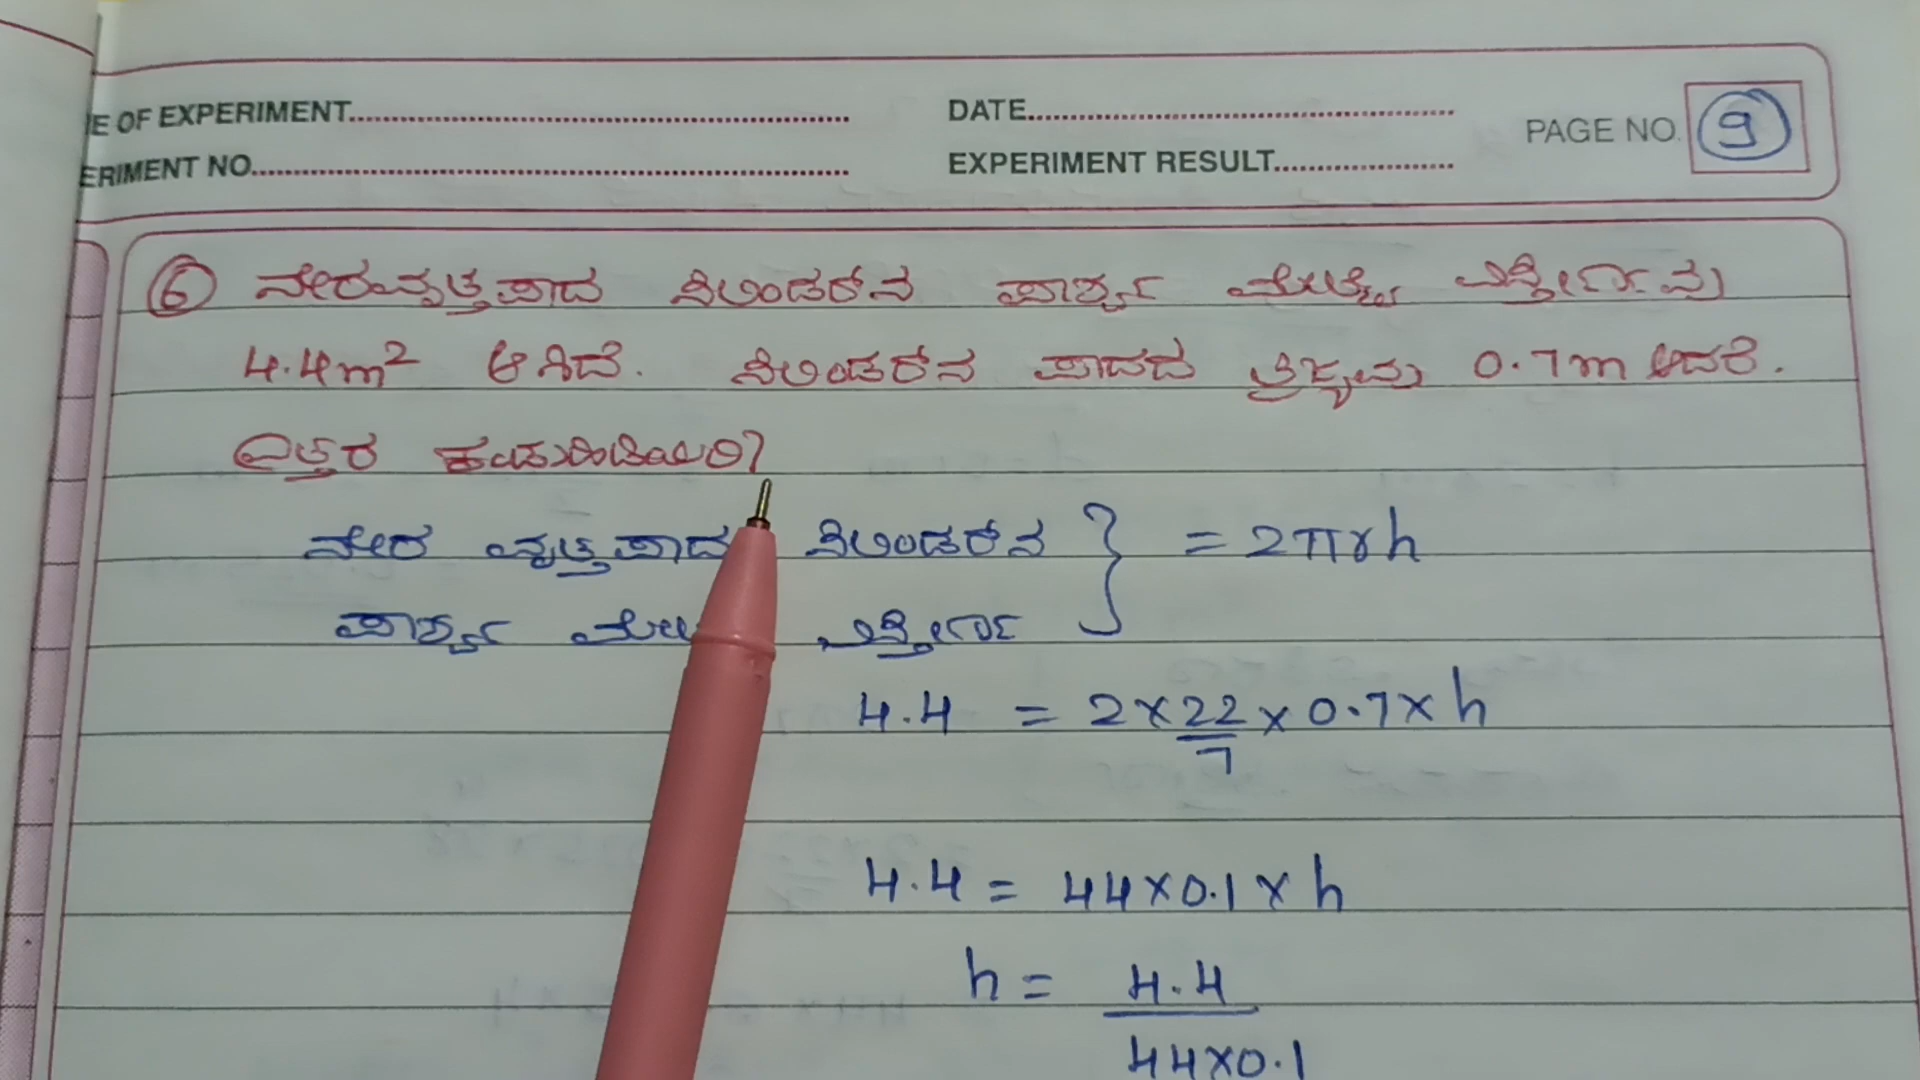 E OF EXPERIMENT
DATE
PAGE NO. 9
ERIMENT NO.
EXPERIMENT RESULT
6 ನೇರವೃತ್ತಪಾದ ಸಿಲಿಂಡರ್‌ನ ಪಾರ್ಶ್ವ ಮೇಲ್ಮೈ ವಿಸ್ತೀರ್ಣವು
4.4m² ಆಗಿದೆ. ಸಿಲಿಂಡರ್‌ನ ಪಾದದ ತ್ರಿಜ್ಯವು 0.7m ಆದರೆ.
ಎತ್ತರ ಕಂಡುಹಿಡಿಯಿರಿ?
ನೇರ ವೃತ್ತಪಾದ ಸಿಲಿಂಡರ್‌ನ } = 2πrh
ಪಾರ್ಶ್ವ ಮೇಲ ವಿಸ್ತೀರ್ಣ
4.4 = 2×22/7×0.7×h
4.4 = 44×0.1×h
h = 4.4
44×0.1